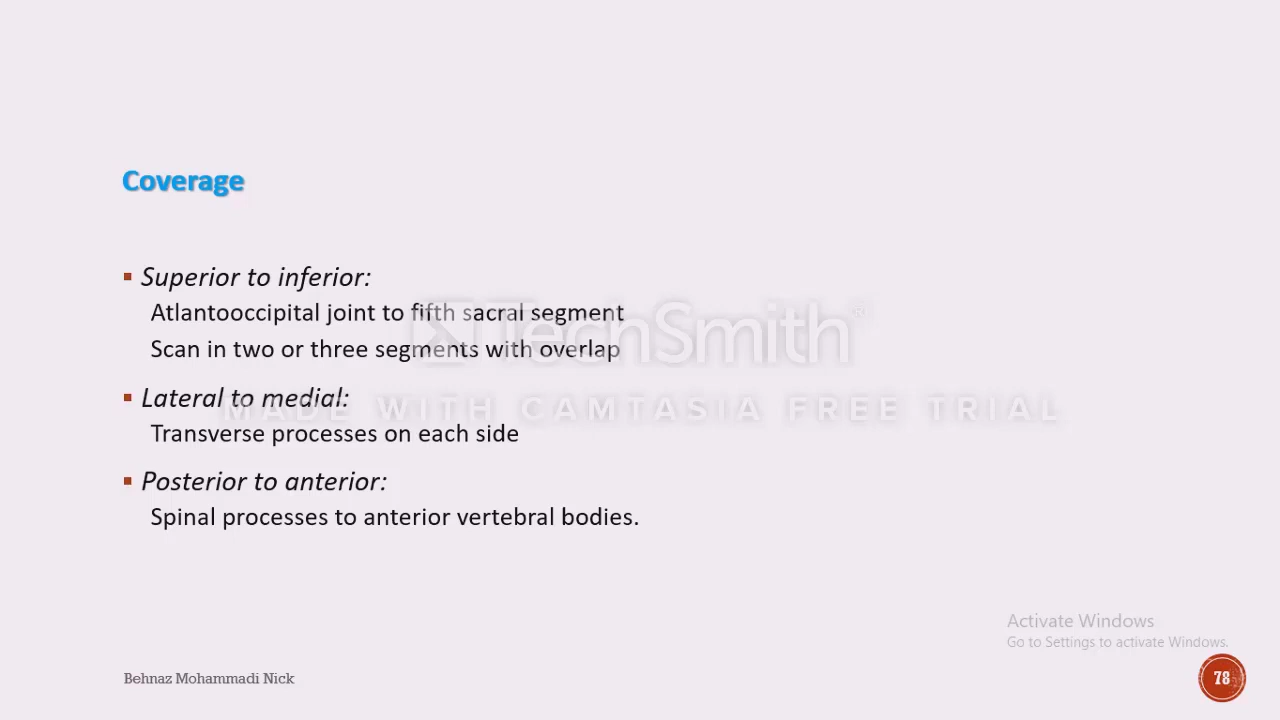 Coverage
Superior to inferior:
Atlantooccipital joint to fifth sacral segment
Scan in two or three segments with overlap
TechSmith®
Lateral to medial:
MADE WITH CAMTASIA FREE TRIAL
Transverse processes on each side
Posterior to anterior:
Spinal processes to anterior vertebral bodies.
Activate Windows
Go to Settings to activate Windows.
Behnaz Mohammadi Nick
78